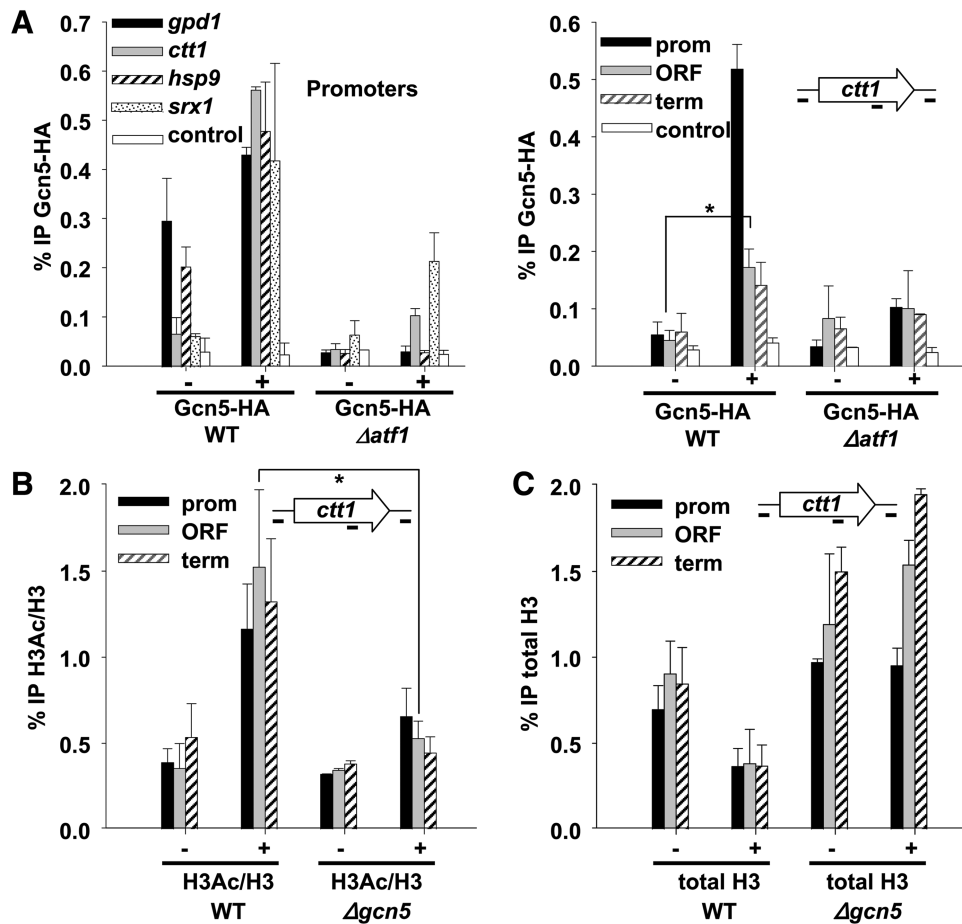 A
gpd1
ctt1
hsp9
srx1
control
Promoters
% IP Gcn5-HA
0.7
0.6
0.5
0.4
0.3
0.2
0.1
0.0
- + - +
Gcn5-HA Gcn5-HA
WT Δatf1
prom
ORF
term
control
ctt1
*
% IP Gcn5-HA
0.6
0.5
0.4
0.3
0.2
0.1
0.0
- + - +
Gcn5-HA Gcn5-HA
WT Δatf1
B
prom
ORF
term
ctt1
*
% IP H3Ac/H3
2.0
1.5
1.0
0.5
0.0
- + - +
H3Ac/H3 H3Ac/H3
WT Δgcn5
C
prom
ORF
term
ctt1
% IP total H3
2.0
1.5
1.0
0.5
0.0
- + - +
total H3 total H3
WT Δgcn5